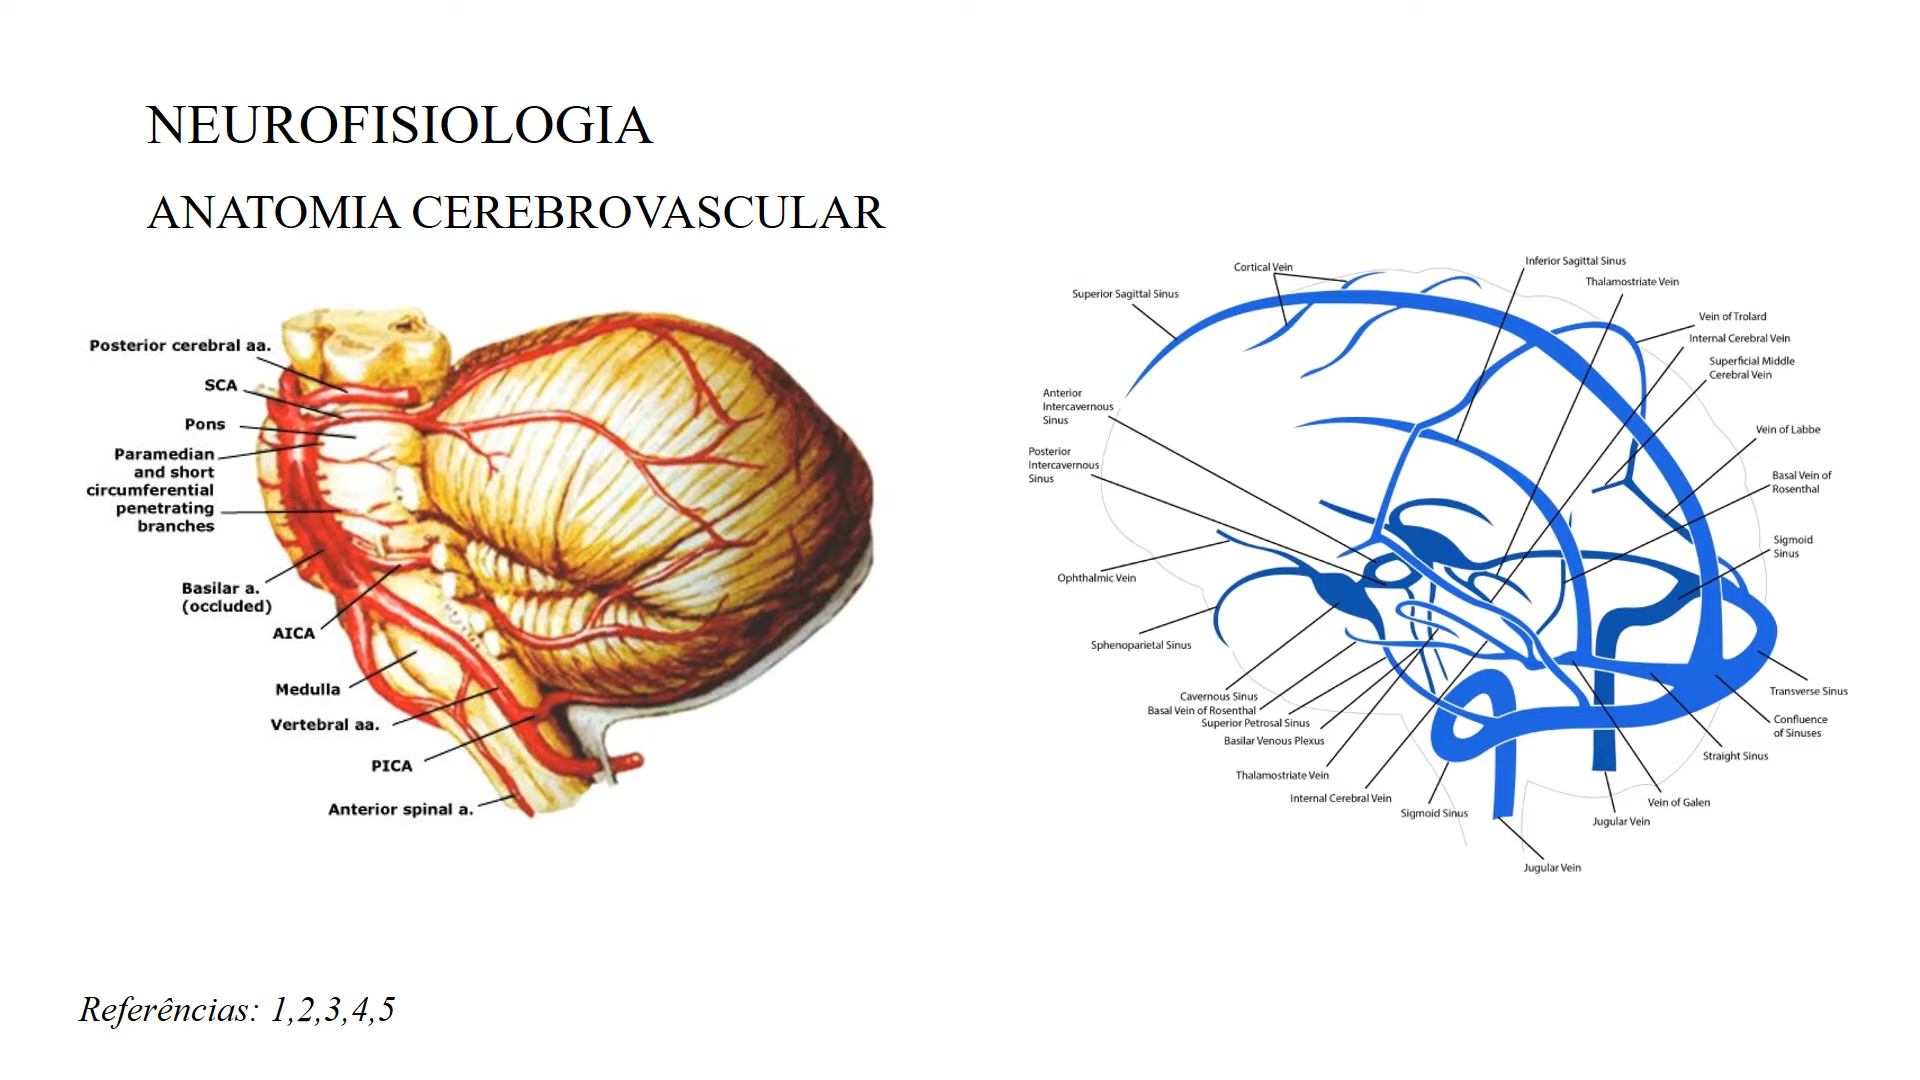 NEUROFISIOLOGIA
ANATOMIA CEREBROVASCULAR
Posterior cerebral aa.
SCA
Pons
Paramedian
and short
circumferential
penetrating
branches
Basilar a.
(occluded)
AICA
Medulla
Vertebral aa.
PICA
Anterior spinal a.
Cortical Vein
Superior Sagittal Sinus
Inferior Sagittal Sinus
Thalamostriate Vein
Vein of Trolard
Internal Cerebral Vein
Superficial Middle
Cerebral Vein
Anterior
Intercavernous
Sinus
Vein of Labbe
Posterior
Intercavernous
Sinus
Basal Vein of
Rosenthal
Sigmoid
Sinus
Ophthalmic Vein
Sphenoparietal Sinus
Cavernous Sinus
Basal Vein of Rosenthal
Superior Petrosal Sinus
Basilar Venous Plexus
Thalamostriate Vein
Internal Cerebral Vein
Sigmoid Sinus
Jugular Vein
Jugular Vein
Vein of Galen
Straight Sinus
Confluence
of Sinuses
Transverse Sinus
Referências: 1,2,3,4,5